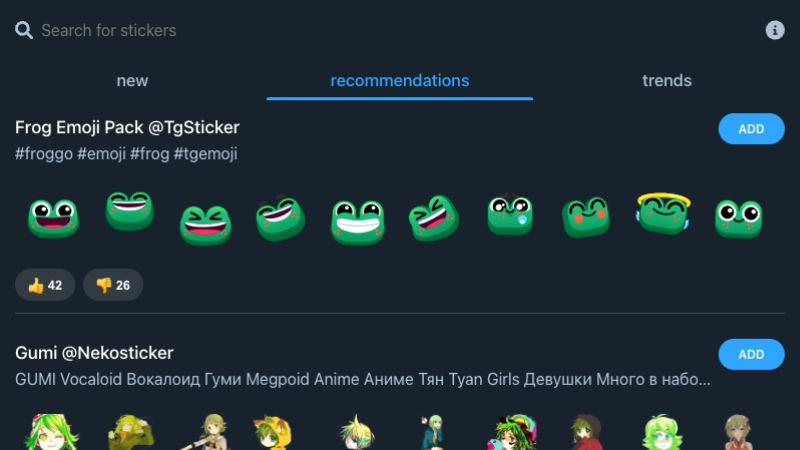 Search for stickers
new
recommendations
trends
Frog Emoji Pack @TgSticker
ADD
#froggo #emoji #frog #tgemoji
42
26
Gumi @Nekosticker
ADD
GUMI Vocaloid Вокалоид Гуми Megpoid Anime Аниме Тян Tyan Girls Девушки Много в набо...